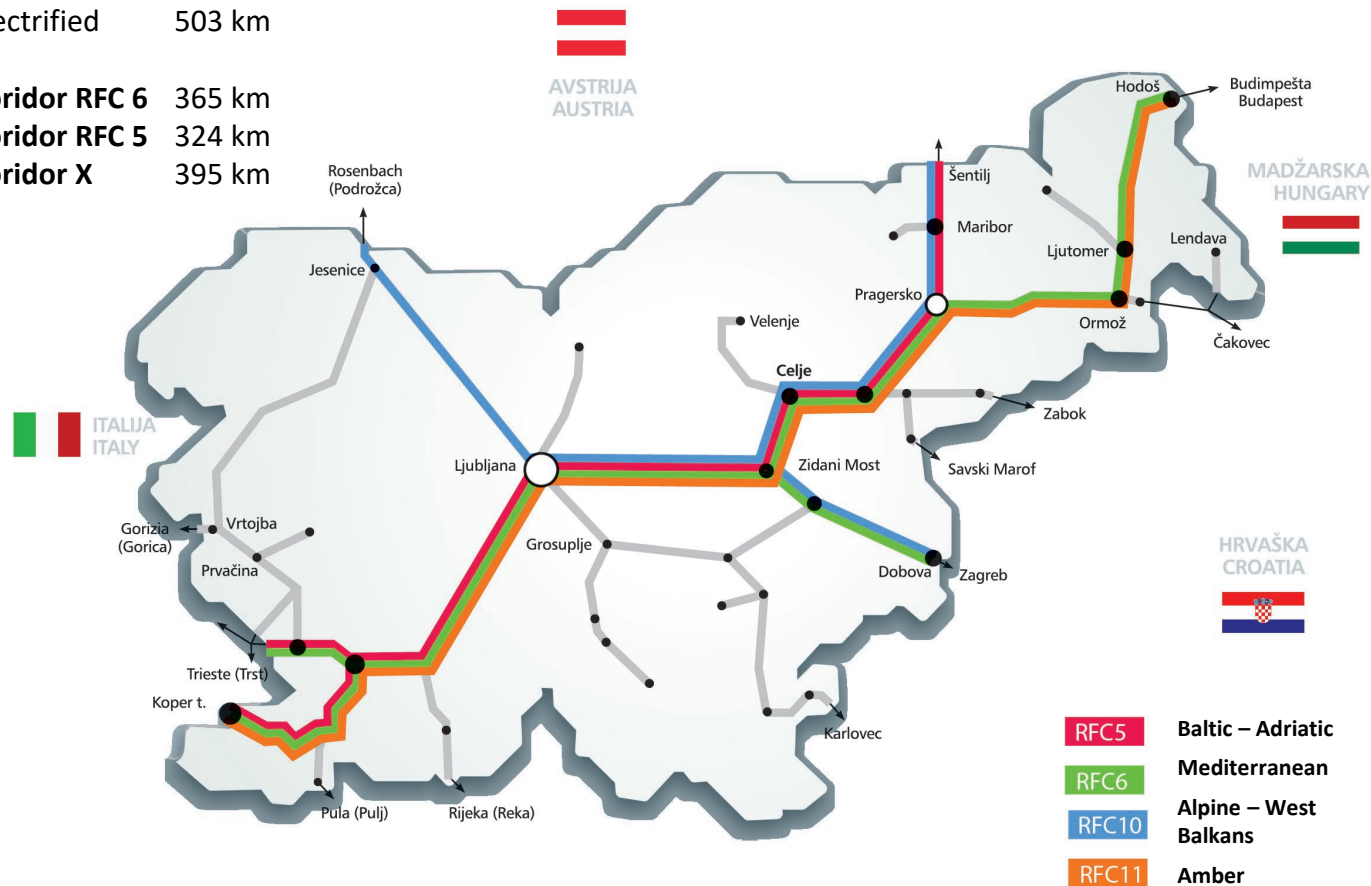 ectrified 503 km
oridor RFC 6 365 km
oridor RFC 5 324 km
oridor X 395 km
AVSTRIJA
AUSTRIA
Hodoš
Budimpešta
Budapest
MADŽARSKA
HUNGARY
Rosenbach
(Podrožca)
Šentilj
Maribor
Jesenice
Ljutomer
Lendava
Pragersko
Velenje
Ormož
Čakovec
Celje
Zabok
ITALIJA
ITALY
Ljubljana
Zidani Most
Savski Marof
Gorizia
(Gorica)
Vrtojba
Prvačina
Grosuplje
Dobova
Zagreb
HRVAŠKA
CROATIA
Trieste (Trst)
Koper t.
Karlovec
Pula (Pulj)
Rijeka (Reka)
RFC5 Baltic – Adriatic
RFC6 Mediterranean
RFC10 Alpine – West
Balkans
RFC11 Amber